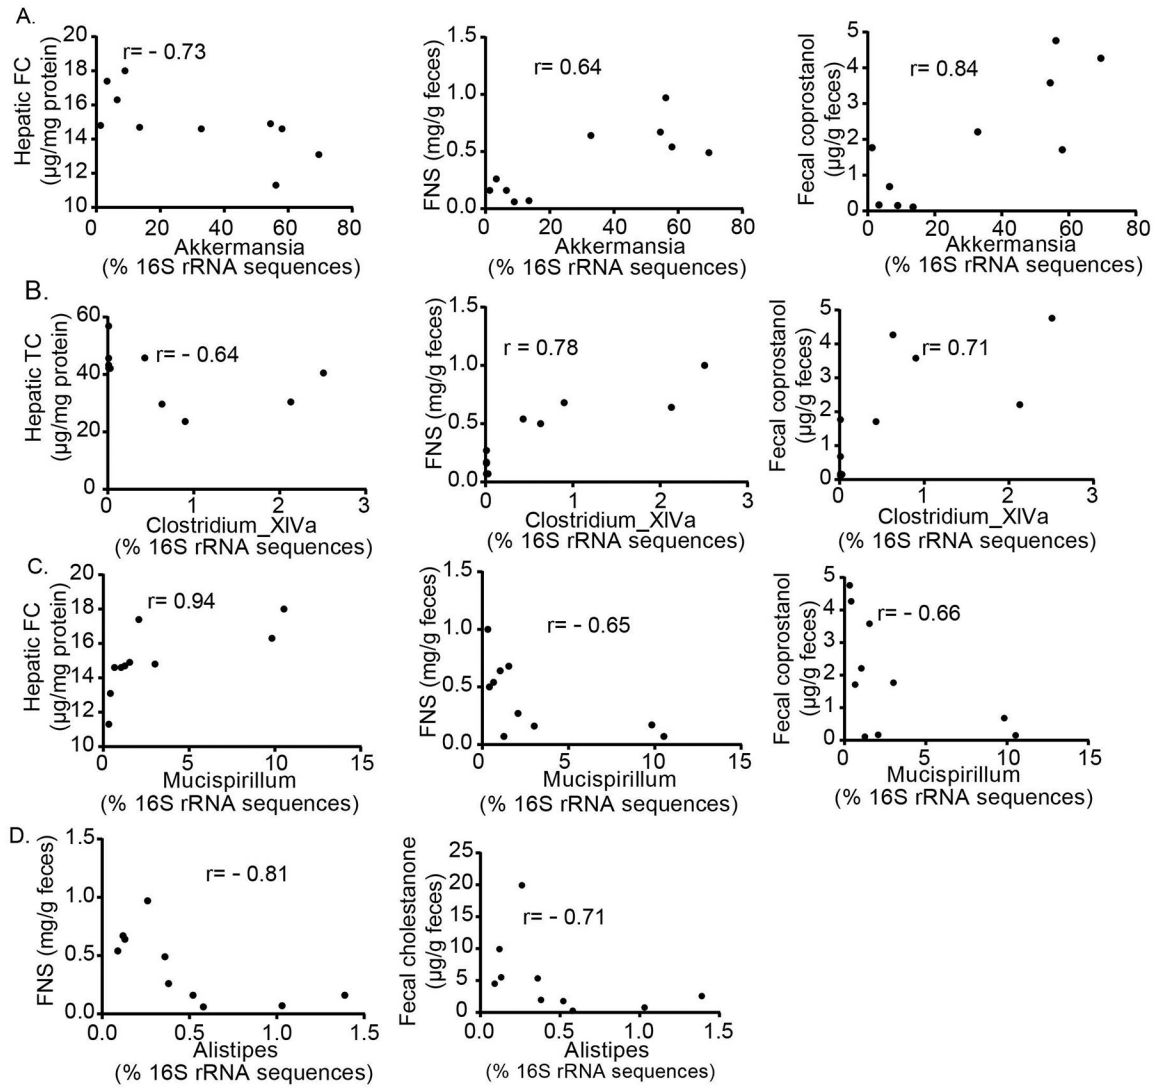 A.
Hepatic FC
(µg/mg protein)
20
18
16
14
12
10
0
20
40
60
80
r= - 0.73
Akkermansia
(% 16S rRNA sequences)
FNS (mg/g feces)
1.5
1.0
0.5
0.0
0
20
40
60
80
r= 0.64
Akkermansia
(% 16S rRNA sequences)
Fecal coprostanol
(µg/g feces)
5
4
3
2
1
0
0
20
40
60
80
r= 0.84
Akkermansia
(% 16S rRNA sequences)
B.
Hepatic TC
(µg/mg protein)
60
40
20
0
0
1
2
3
r= - 0.64
Clostridium_XIVa
(% 16S rRNA sequences)
FNS (mg/g feces)
1.5
1.0
0.5
0.0
0
1
2
3
r = 0.78
Clostridium_XIVa
(% 16S rRNA sequences)
Fecal coprostanol
(µg/g feces)
5
4
3
2
1
0
0
1
2
3
r= 0.71
Clostridium_XIVa
(% 16S rRNA sequences)
C.
Hepatic FC
(µg/mg protein)
20
18
16
14
12
10
0
5
10
15
r= 0.94
Mucispirillum
(% 16S rRNA sequences)
FNS (mg/g feces)
1.5
1.0
0.5
0.0
0
5
10
15
r= - 0.65
Mucispirillum
(% 16S rRNA sequences)
Fecal coprostanol
(µg/g feces)
5
4
3
2
1
0
0
5
10
15
r= - 0.66
Mucispirillum
(% 16S rRNA sequences)
D.
FNS (mg/g feces)
1.5
1.0
0.5
0.0
0.0
0.5
1.0
1.5
r= - 0.81
Alistipes
(% 16S rRNA sequences)
Fecal cholestanone
(µg/g feces)
25
20
15
10
5
0
0.0
0.5
1.0
1.5
r= - 0.71
Alistipes
(% 16S rRNA sequences)